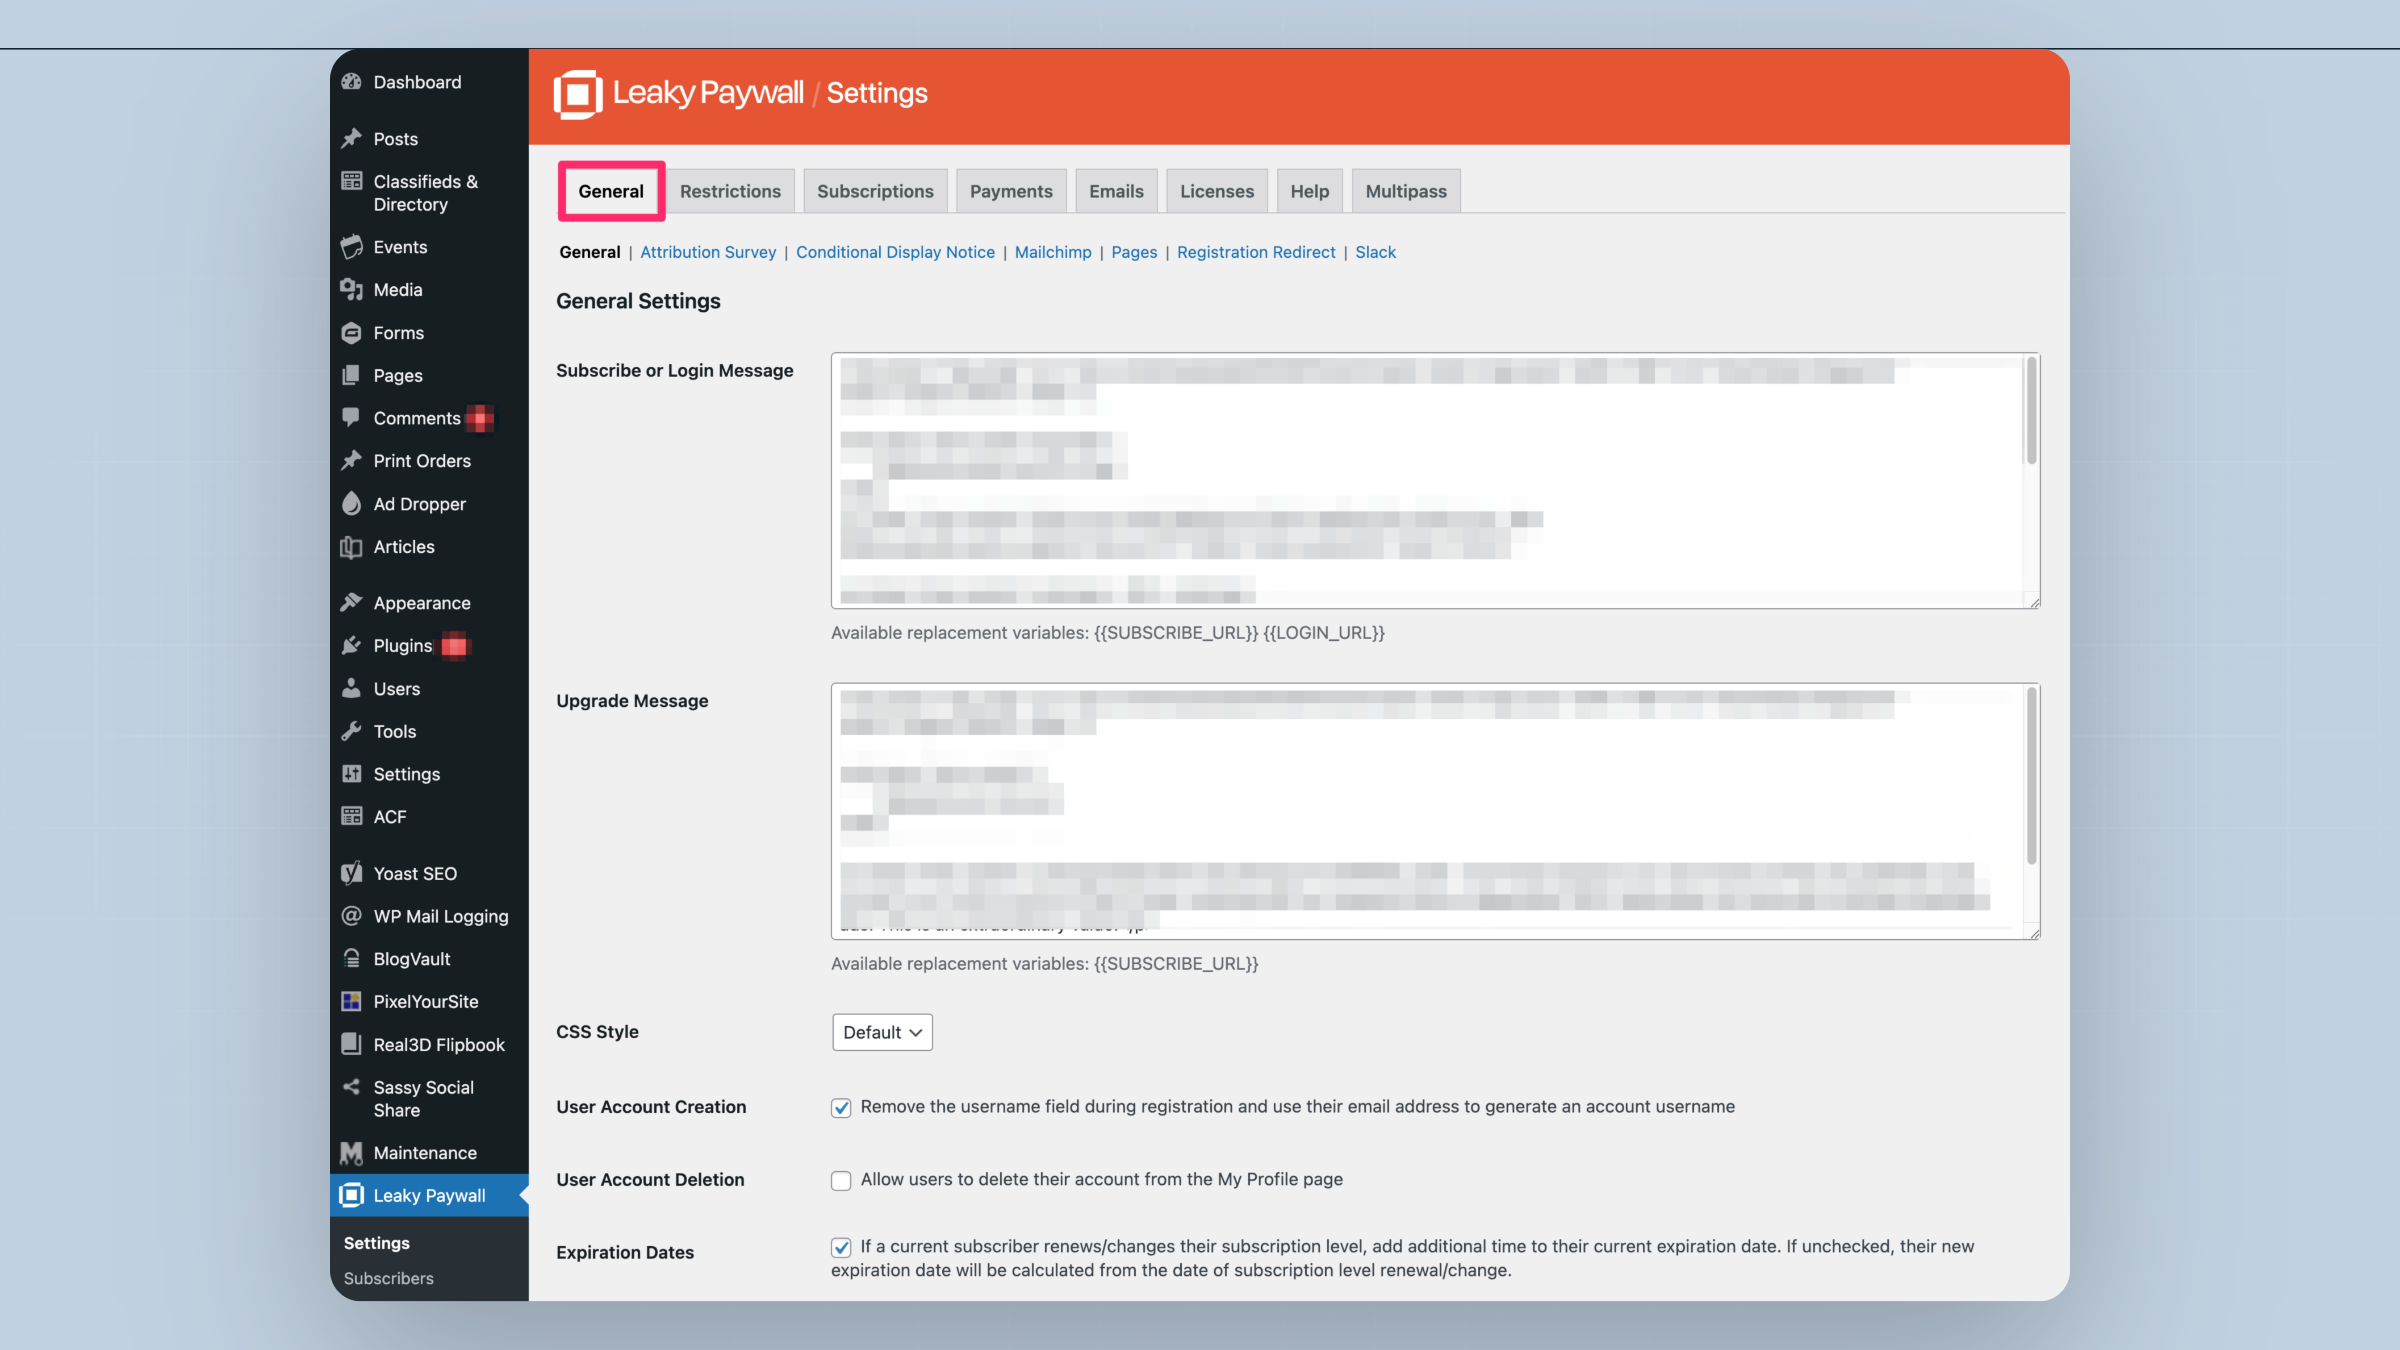 Dashboard
Posts
Classifieds &
Directory
Events
Media
Forms
Pages
Comments
Print Orders
Ad Dropper
Articles
Appearance
Plugins
Users
Tools
Settings
ACF
Yoast SEO
WP Mail Logging
BlogVault
PixelYourSite
Real3D Flipbook
Sassy Social
Share
Maintenance
Leaky Paywall
Settings
Subscribers
Leaky Paywall / Settings
General Restrictions Subscriptions Payments Emails Licenses Help Multipass
General | Attribution Survey | Conditional Display Notice | Mailchimp | Pages | Registration Redirect | Slack
General Settings
Subscribe or Login Message
Available replacement variables: {{SUBSCRIBE_URL}} {{LOGIN_URL}}
Upgrade Message
Available replacement variables: {{SUBSCRIBE_URL}}
CSS Style
Default
User Account Creation
Remove the username field during registration and use their email address to generate an account username
User Account Deletion
Allow users to delete their account from the My Profile page
Expiration Dates
If a current subscriber renews/changes their subscription level, add additional time to their current expiration date. If unchecked, their new
expiration date will be calculated from the date of subscription level renewal/change.